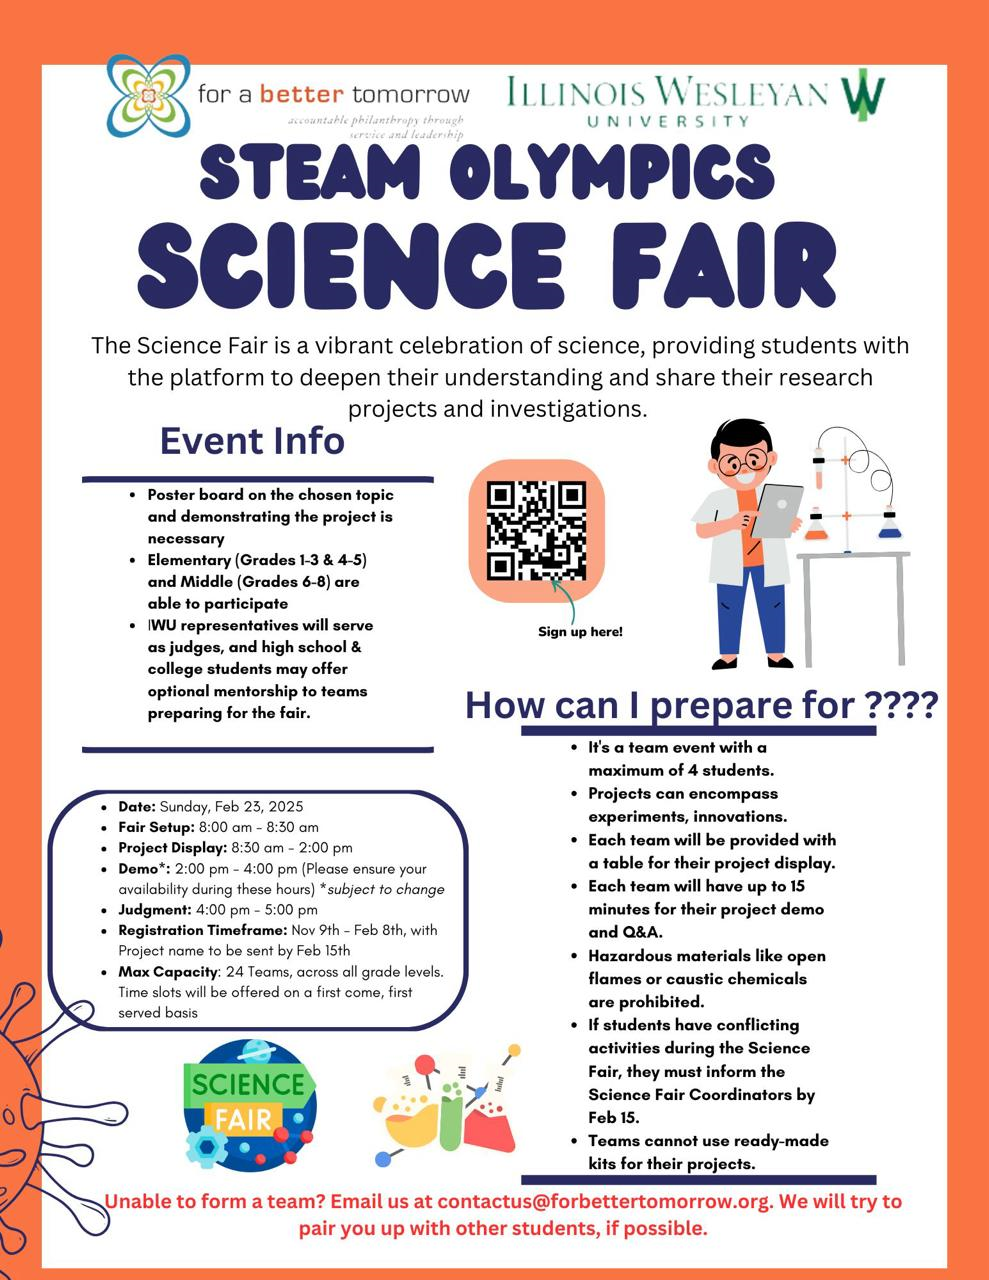 for a better tomorrow
accountable philanthropy through
service and leadership
ILLINOIS WESLEYAN
UNIVERSITY
STEAM OLYMPICS
SCIENCE FAIR
The Science Fair is a vibrant celebration of science, providing students with
the platform to deepen their understanding and share their research
projects and investigations.
Event Info
• Poster board on the chosen topic
and demonstrating the project is
necessary
• Elementary (Grades 1-3 & 4-5)
and Middle (Grades 6-8) are
able to participate
• IWU representatives will serve
as judges, and high school &
college students may offer
optional mentorship to teams
preparing for the fair.
Sign up here!
• Date: Sunday, Feb 23, 2025
• Fair Setup: 8:00 am - 8:30 am
• Project Display: 8:30 am - 2:00 pm
• Demo*: 2:00 pm - 4:00 pm (Please ensure your
availability during these hours) *subject to change
• Judgment: 4:00 pm - 5:00 pm
• Registration Timeframe: Nov 9th - Feb 8th, with
Project name to be sent by Feb 15th
• Max Capacity: 24 Teams, across all grade levels.
Time slots will be offered on a first come, first
served basis
How can I prepare for ????
• It's a team event with a
maximum of 4 students.
• Projects can encompass
experiments, innovations.
• Each team will be provided with
a table for their project display.
• Each team will have up to 15
minutes for their project demo
and Q&A.
• Hazardous materials like open
flames or caustic chemicals
are prohibited.
• If students have conflicting
activities during the Science
Fair, they must inform the
Science Fair Coordinators by
Feb 15.
• Teams cannot use ready-made
kits for their projects.
SCIENCE
FAIR
Unable to form a team? Email us at contactus@forbettertomorrow.org. We will try to
pair you up with other students, if possible.